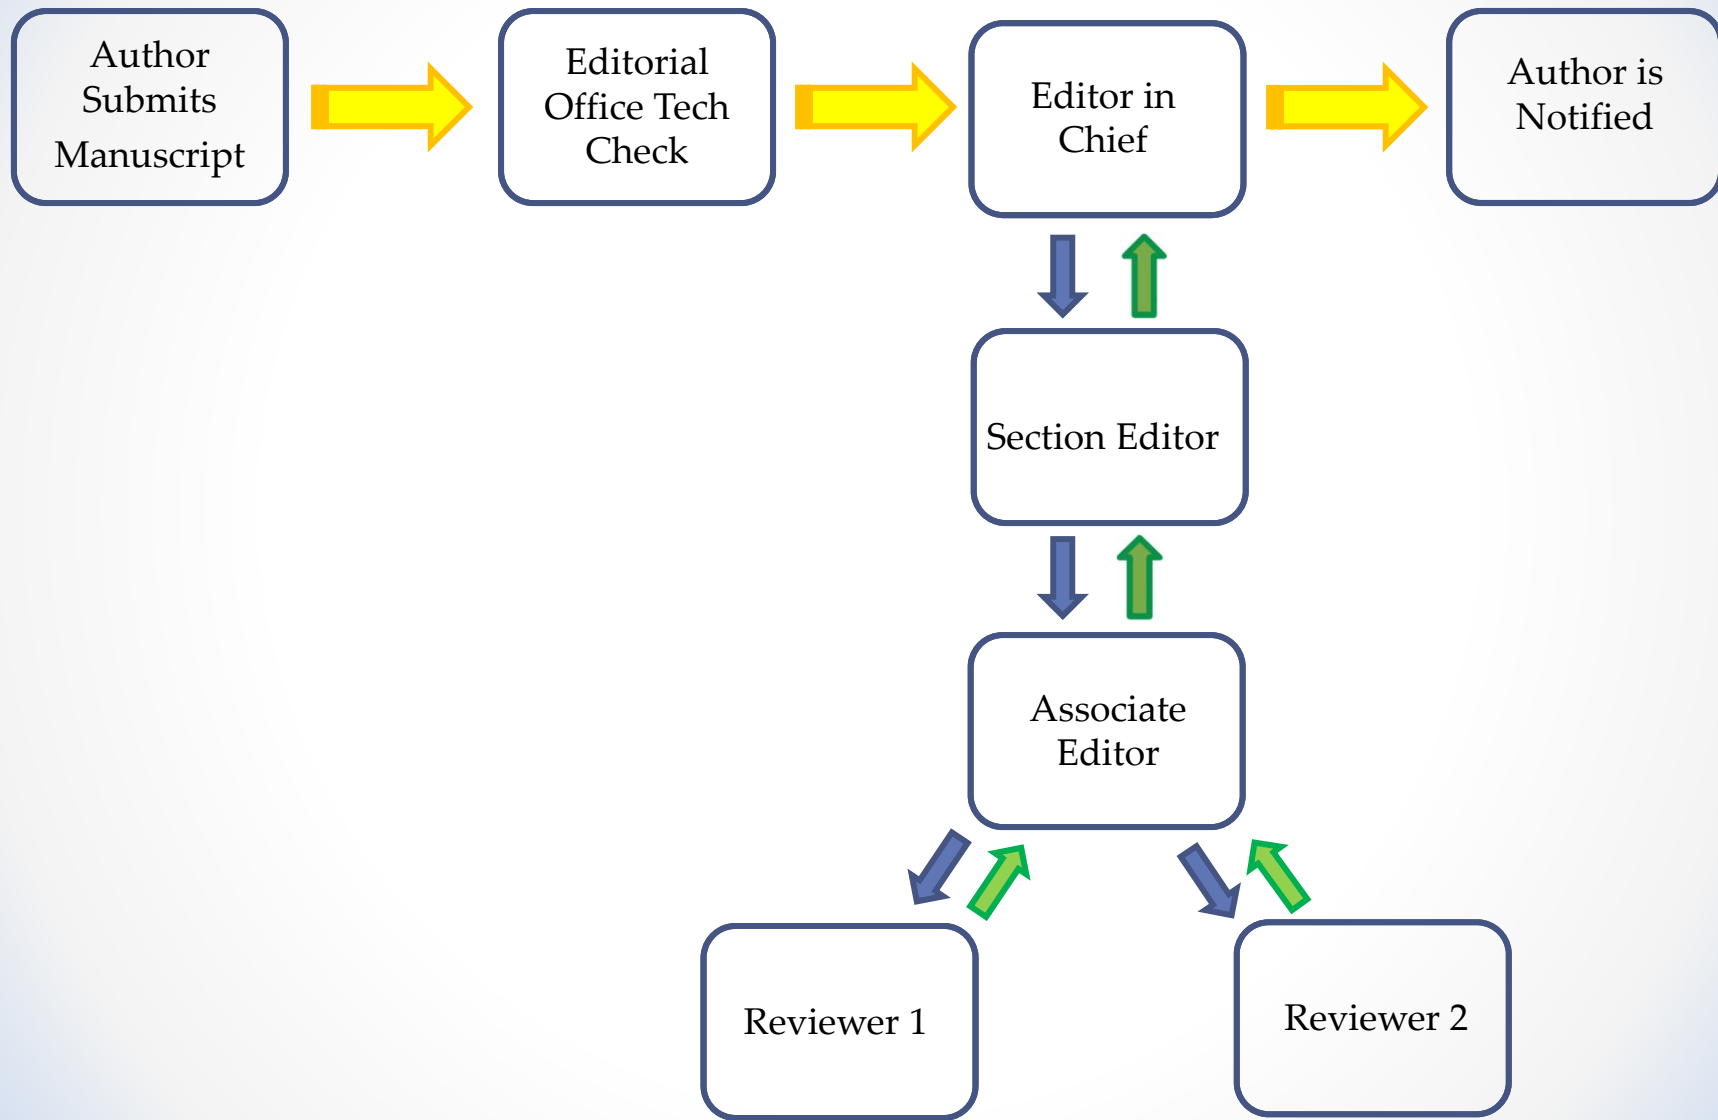 Author
Submits
Manuscript
Editorial
Office Tech
Check
Editor in
Chief
Author is
Notified
Section Editor
Associate
Editor
Reviewer 1
Reviewer 2